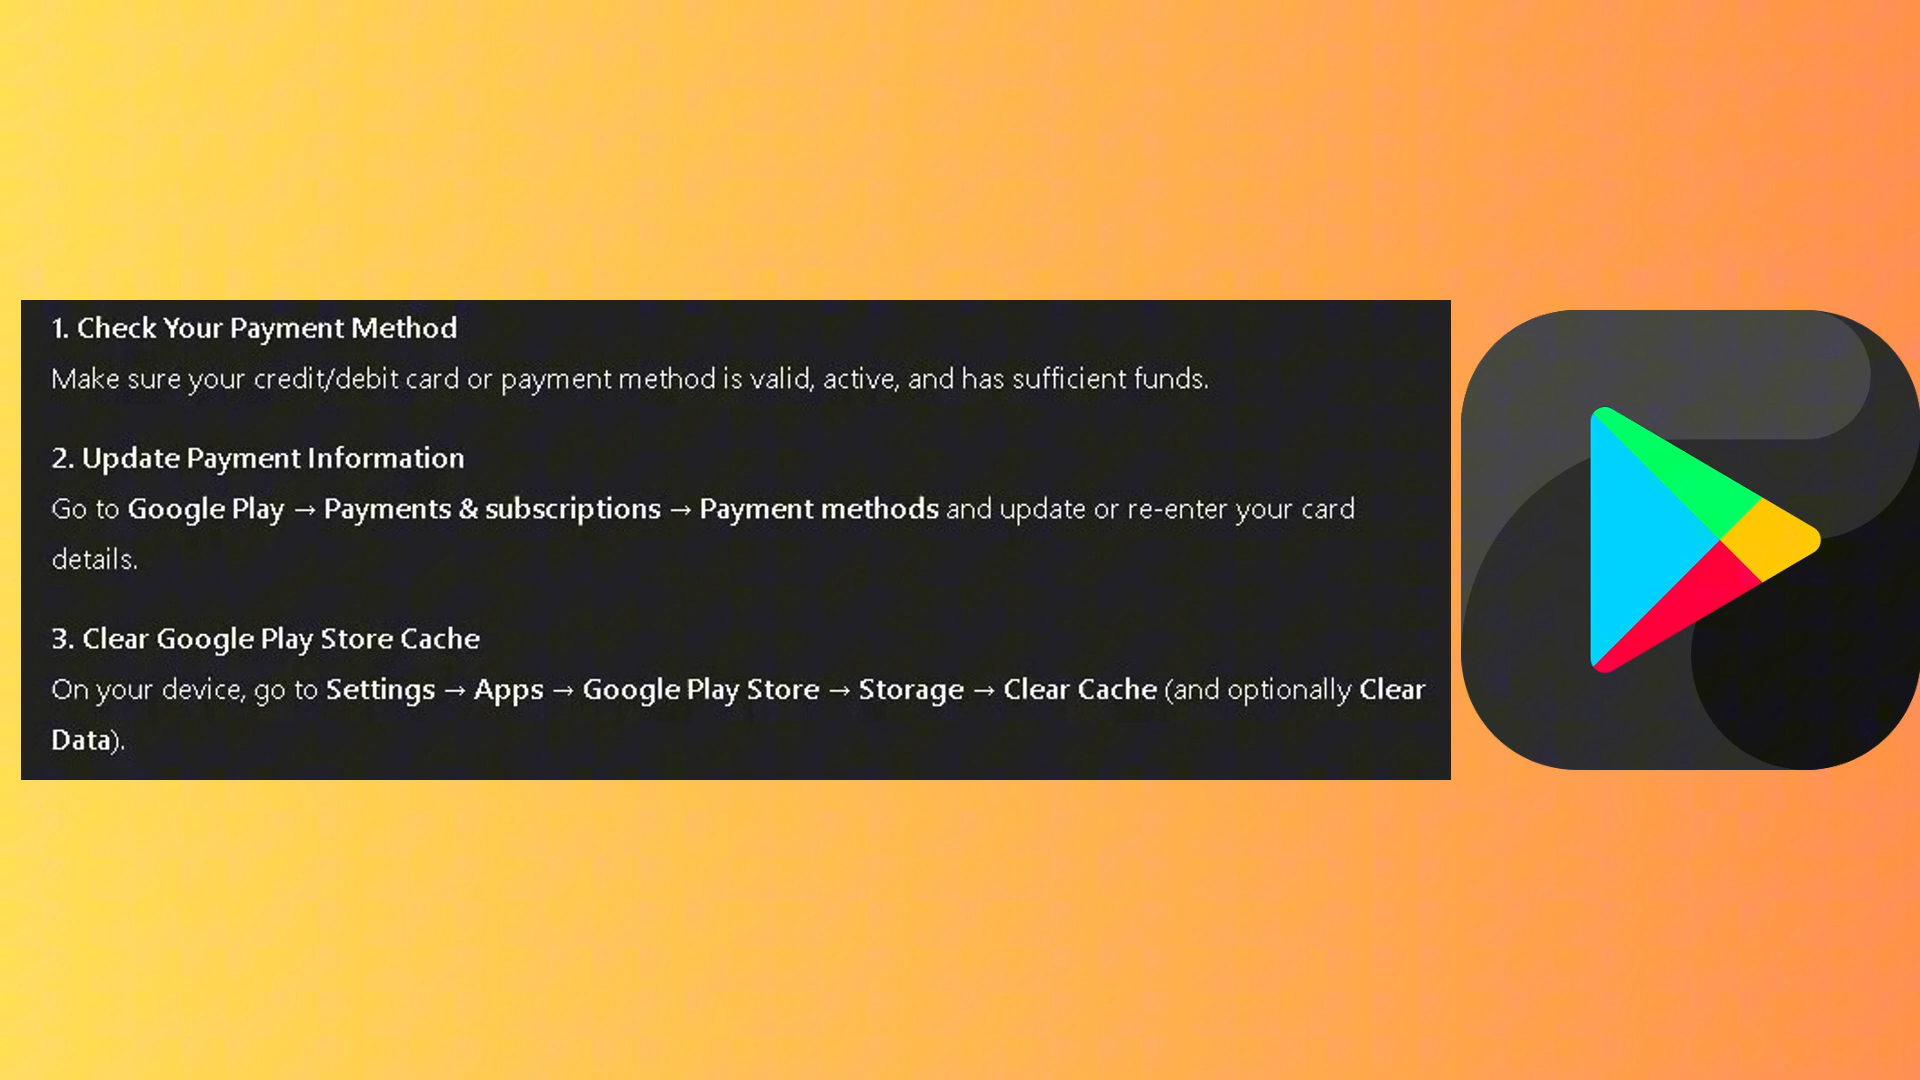 1. Check Your Payment Method
Make sure your credit/debit card or payment method is valid, active, and has sufficient funds.
2. Update Payment Information
Go to Google Play → Payments & subscriptions → Payment methods and update or re-enter your card
details.
3. Clear Google Play Store Cache
On your device, go to Settings → Apps → Google Play Store → Storage → Clear Cache (and optionally Clear
Data).